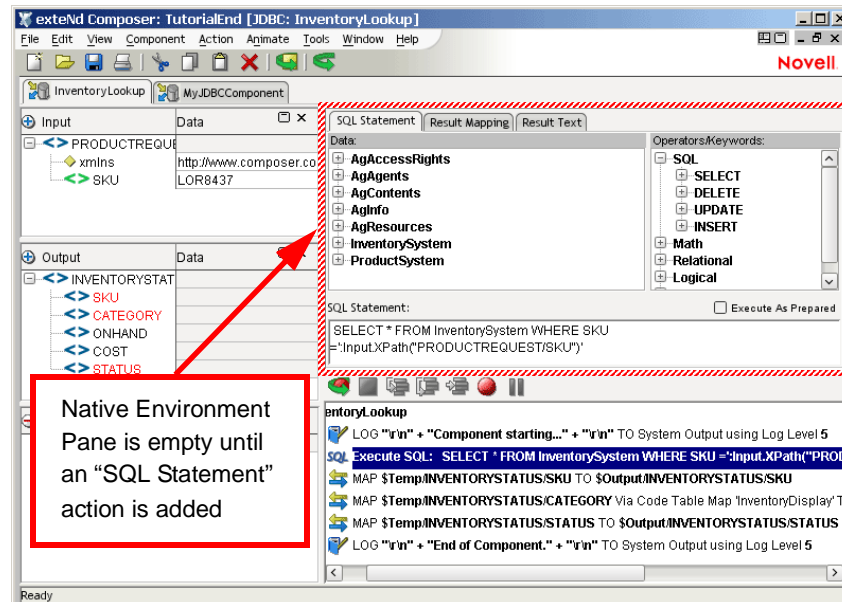 exteNd Composer: TutorialEnd [JDBC: InventoryLookup]
File Edit View Component Action Animate Tools Window Help
Novell.
InventoryLookup MyJDBCComponent
Input Data
PRODUCTREQUE
xmlns http://www.composer.co
SKU LOR8437
Output Data
INVENTORYSTAT
SKU
CATEGORY
ONHAND
COST
STATUS
SQL Statement Result Mapping Result Text
Data:
AgAccessRights
AgAgents
AgContents
AgInfo
AgResources
InventorySystem
ProductSystem
Operators/Keywords:
SQL
SELECT
DELETE
UPDATE
INSERT
Math
Relational
Logical
SQL Statement: Execute As Prepared
SELECT * FROM InventorySystem WHERE SKU
=':Input.XPath("PRODUCTREQUEST/SKU")'
entoryLookup
LOG "\r\n" + "Component starting..." + "\r\n" TO System Output using Log Level 5
SQL Execute SQL: SELECT * FROM InventorySystem WHERE SKU =':Input.XPath("PROD
MAP $Temp/INVENTORYSTATUS/SKU TO $Output/INVENTORYSTATUS/SKU
MAP $Temp/INVENTORYSTATUS/CATEGORY Via Code Table Map 'InventoryDisplay' T
MAP $Temp/INVENTORYSTATUS/STATUS TO $Output/INVENTORYSTATUS/STATUS
LOG "\r\n" + "End of Component." + "\r\n" TO System Output using Log Level 5
Native Environment
Pane is empty until
an “SQL Statement”
action is added
Ready